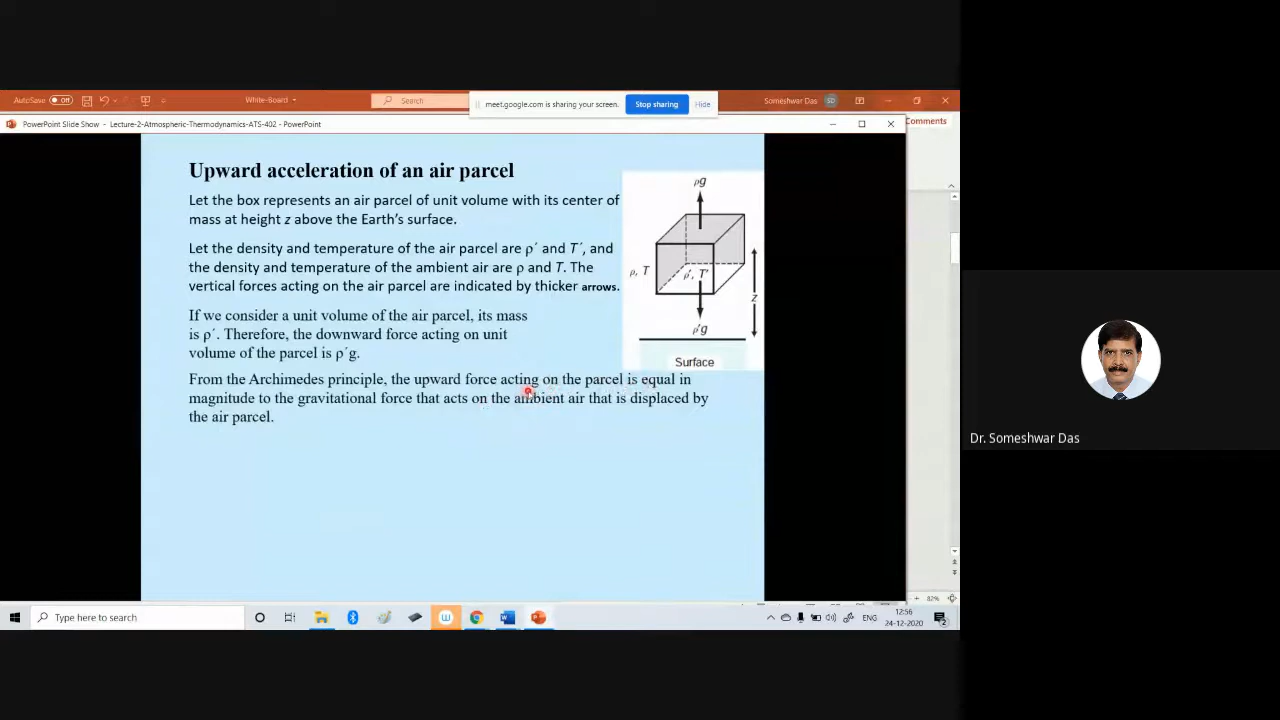 AutoSave Off
White-Board
Search
meet.google.com is sharing your screen.
Stop sharing
Hide
Someshwar Das
SD
PowerPoint Slide Show - Lecture-2-Atmospheric-Thermodynamics-ATS-402 - PowerPoint
Comments
Upward acceleration of an air parcel
Let the box represents an air parcel of unit volume with its center of
mass at height z above the Earth's surface.
Let the density and temperature of the air parcel are ρ´ and T´, and
the density and temperature of the ambient air are ρ and T. The
vertical forces acting on the air parcel are indicated by thicker arrows.
If we consider a unit volume of the air parcel, its mass
is ρ´. Therefore, the downward force acting on unit
volume of the parcel is ρ´g.
From the Archimedes principle, the upward force acting on the parcel is equal in
magnitude to the gravitational force that acts on the ambient air that is displaced by
the air parcel.
ρg
ρ, T
ρ', T'
z
ρ'g
Surface
Dr. Someshwar Das
82%
Type here to search
W
ENG
12:56
24-12-2020
2